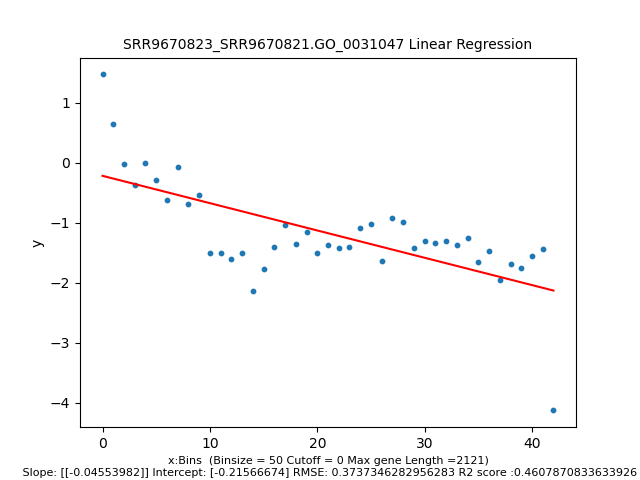 SRR9670823_SRR9670821.GO_0031047 Linear Regression
1
0
−1
−2
−3
−4
y
0
10
20
30
40
x:Bins  (Binsize = 50 Cutoff = 0 Max gene Length =2121)
Slope: [[-0.04553982]] Intercept: [-0.21566674] RMSE: 0.3737346282956283 R2 score :0.4607870833633926